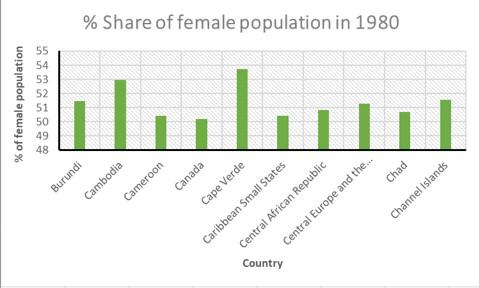 % Share of female population in 1980
% of female population
55
54
53
52
51
50
49
48
Burundi
Cambodia
Cameroon
Canada
Cape Verde
Caribbean Small States
Central African Republic
Central Europe and the...
Chad
Channel Islands
Country